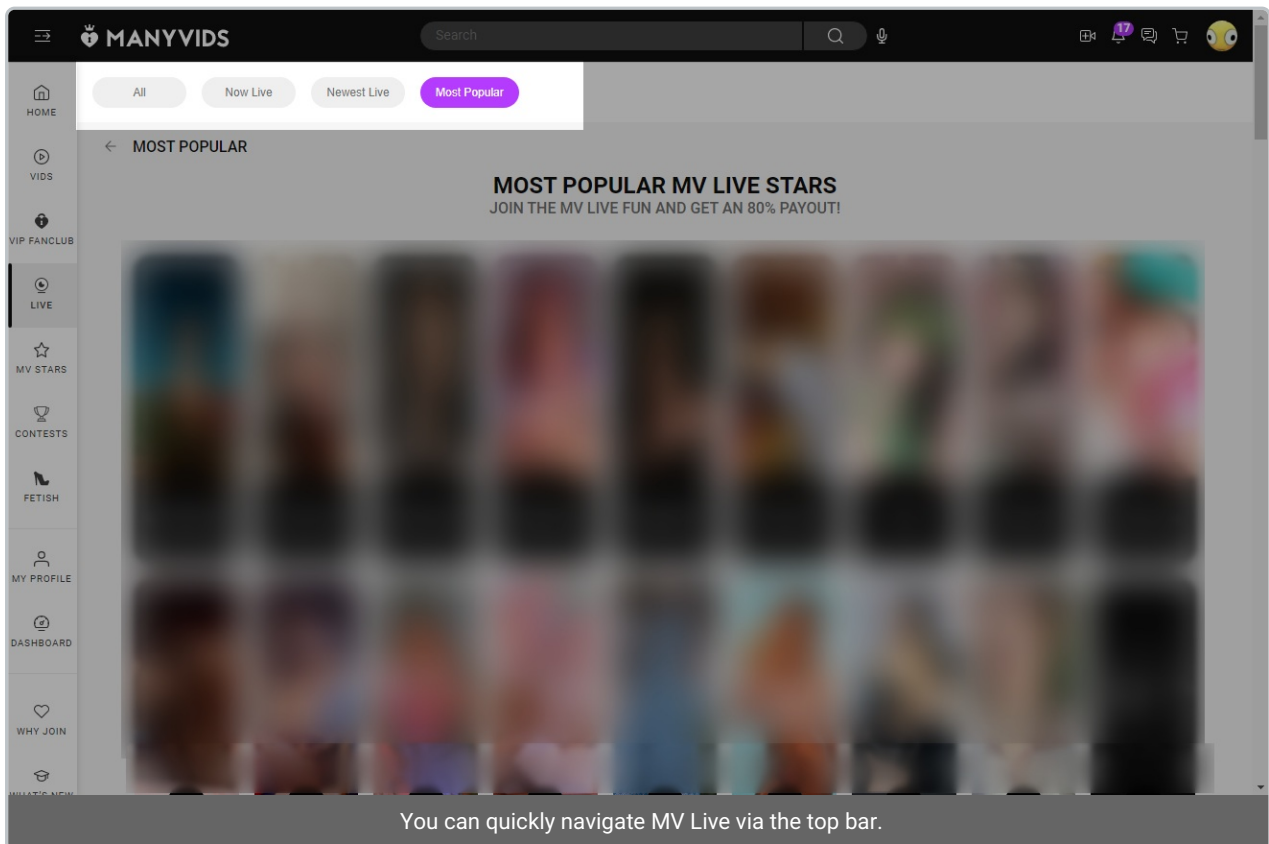 MANYVIDS
Search
17
All
Now Live
Newest Live
Most Popular
HOME
VIDS
VIP FANCLUB
LIVE
MV STARS
CONTESTS
FETISH
MY PROFILE
DASHBOARD
WHY JOIN
WHAT'S NEW
MOST POPULAR
MOST POPULAR MV LIVE STARS
JOIN THE MV LIVE FUN AND GET AN 80% PAYOUT!
You can quickly navigate MV Live via the top bar.